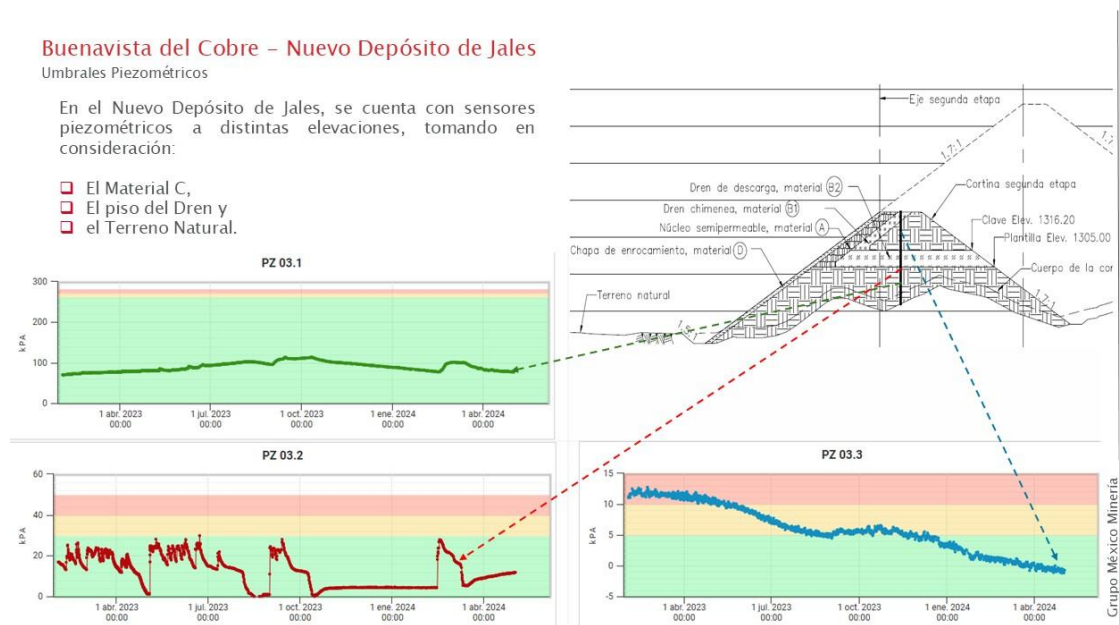 Buenavista del Cobre – Nuevo Depósito de Jales
Umbrales Piezométricos
En el Nuevo Depósito de Jales, se cuenta con sensores
piezométricos a distintas elevaciones, tomando en
consideración:
El Material C,
El piso del Dren y
el Terreno Natural.
Eje segunda etapa
1.7:1
1.7
Dren de descarga, material B2
Dren chimenea, material B1
Núcleo semipermeable, material A
Chapa de enrocamiento, material D
Terreno natural
Cortina segunda etapa
Clave Elev. 1316.20
Plantilla Elev. 1305.00
Cuerpo de la cor
1.7:1
PZ 03.1
300
200
100
0
kPA
1 abr. 2023 1 jul. 2023 1 oct. 2023 1 ene. 2024 1 abr. 2024
00:00 00:00 00:00 00:00 00:00
PZ 03.2
60
40
20
0
kPA
1 abr. 2023 1 jul. 2023 1 oct. 2023 1 ene. 2024 1 abr. 2024
00:00 00:00 00:00 00:00 00:00
PZ 03.3
15
10
5
0
-5
kPA
1 abr. 2023 1 jul. 2023 1 oct. 2023 1 ene. 2024 1 abr. 2024
00:00 00:00 00:00 00:00 00:00
Grupo México Minería